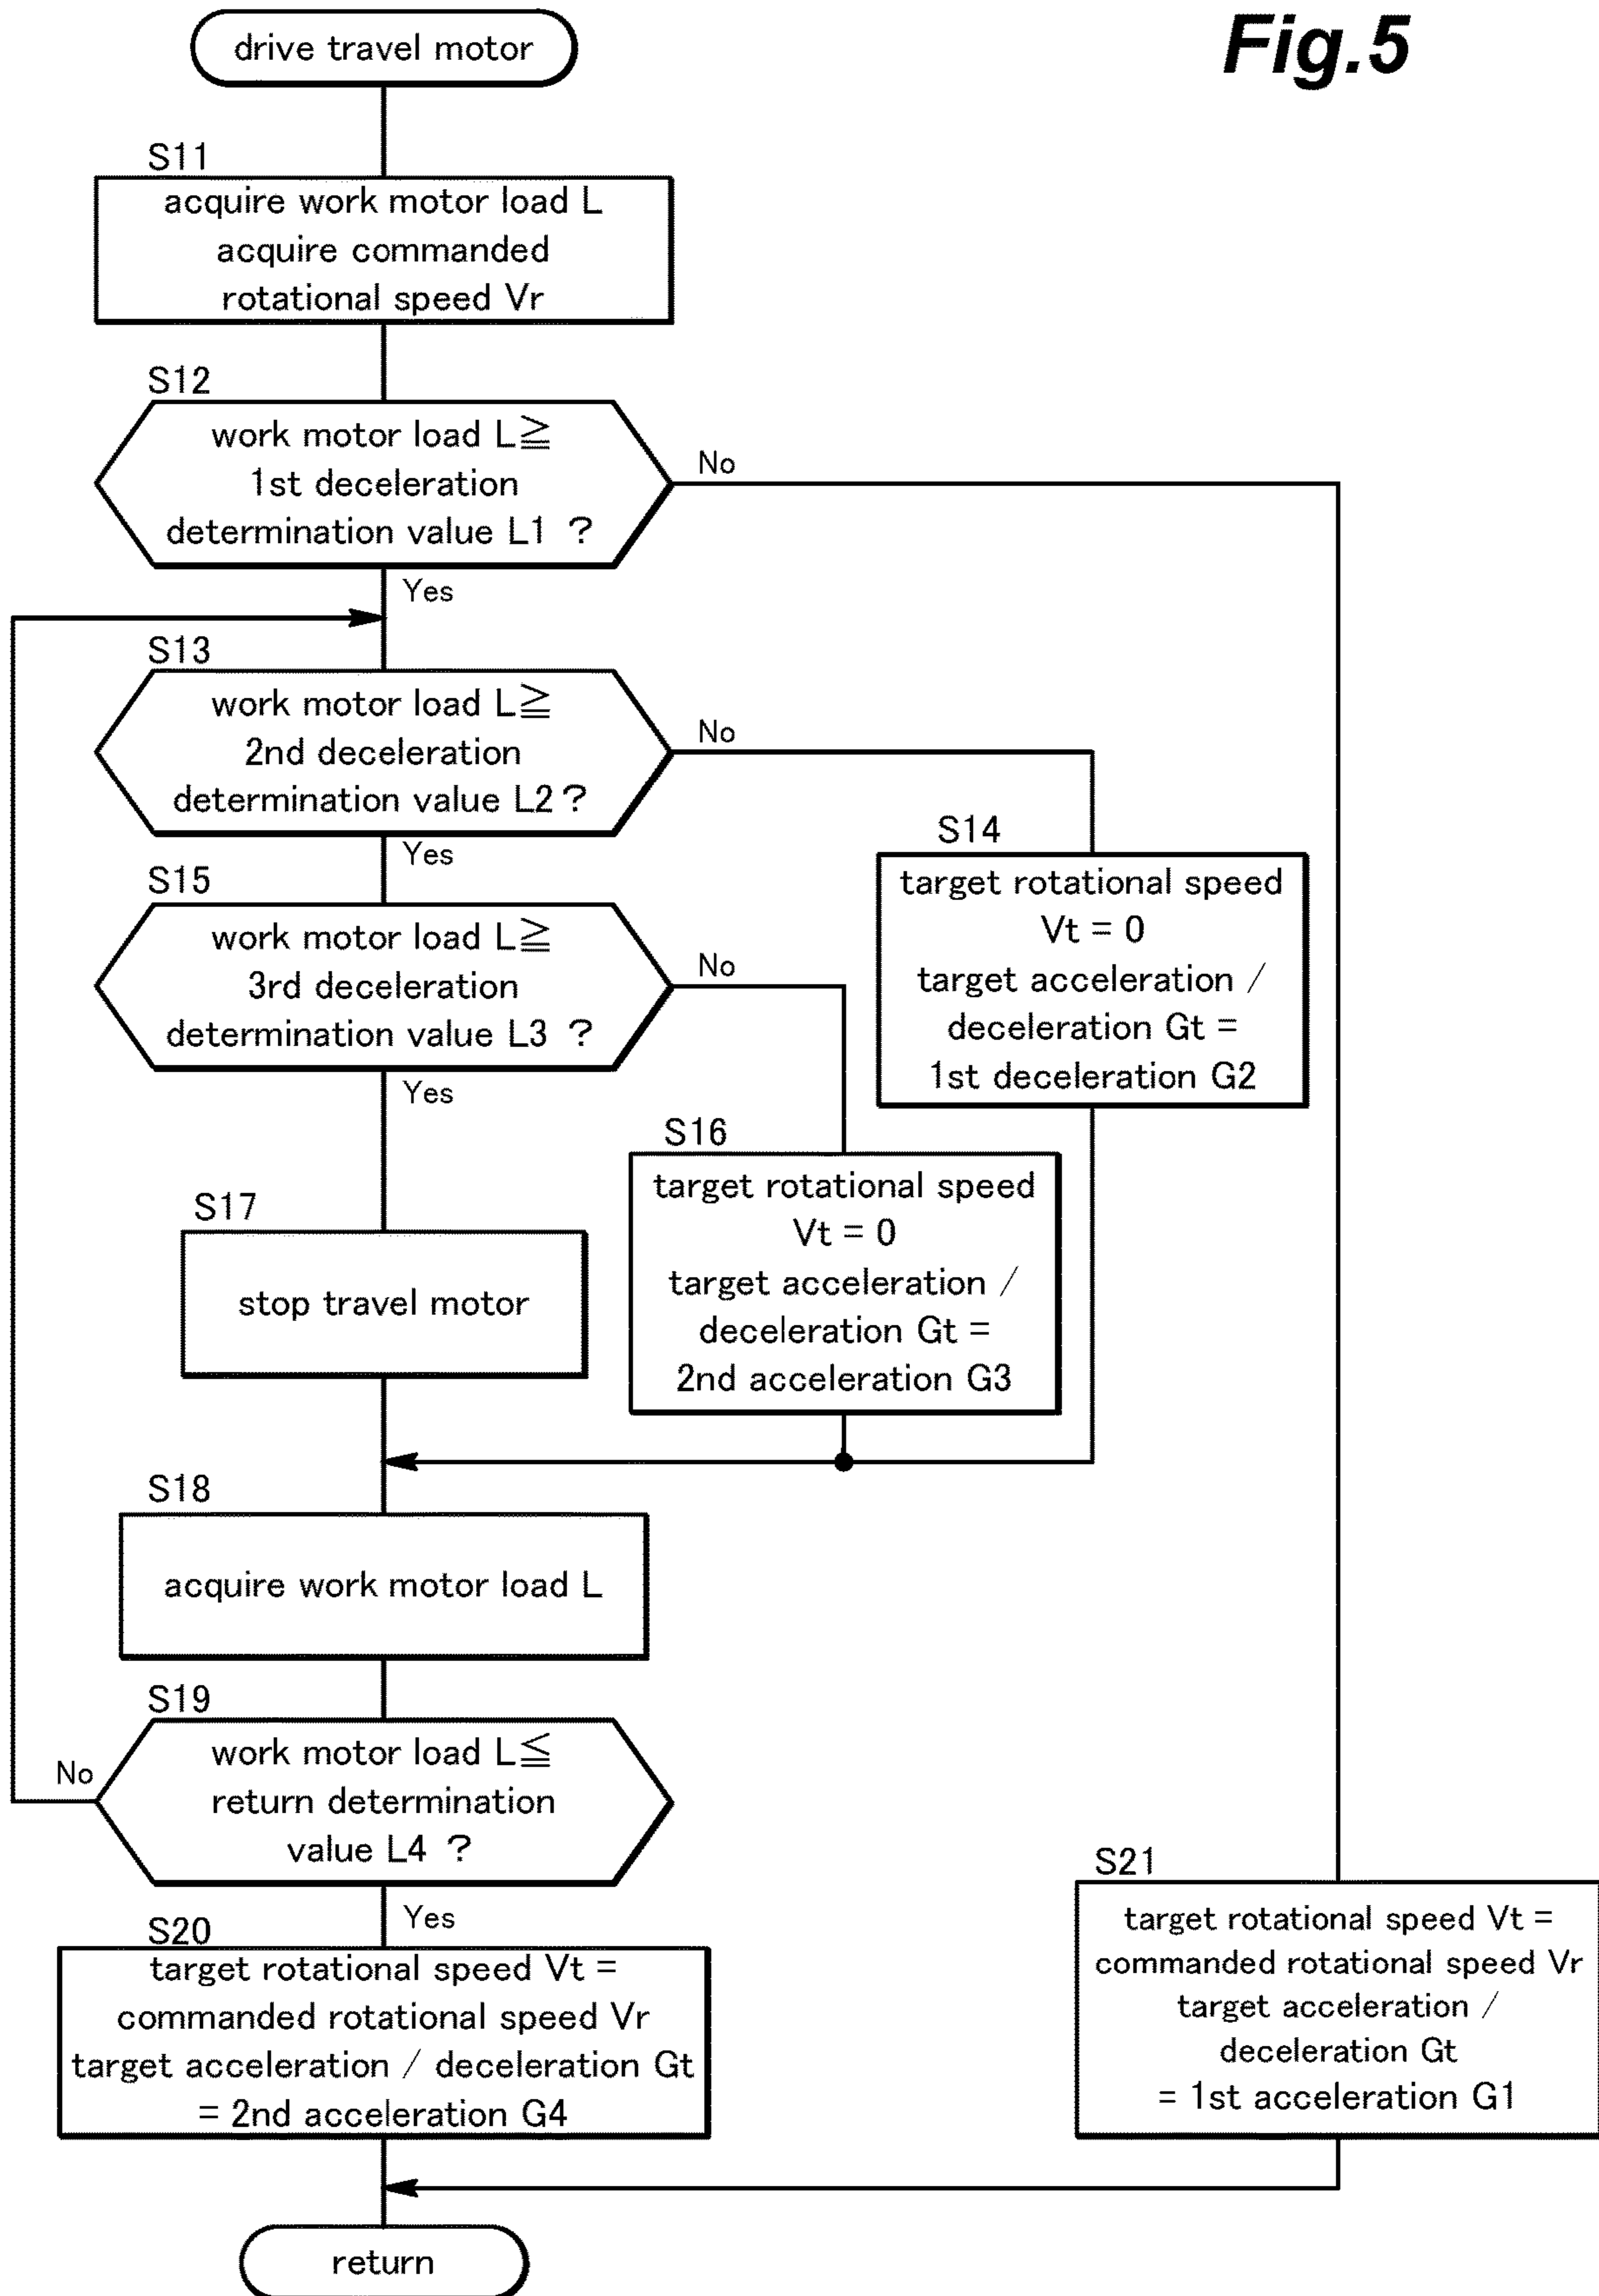 Fig.5
drive travel motor
S11
acquire work motor load L
acquire commanded
rotational speed Vr
S12
work motor load L≧
1st deceleration
determination value L1 ?
No
Yes
S13
work motor load L≧
2nd deceleration
determination value L2 ?
No
Yes
S14
target rotational speed
Vt = 0
target acceleration /
deceleration Gt =
1st deceleration G2
S15
work motor load L≧
3rd deceleration
determination value L3 ?
No
Yes
S16
target rotational speed
Vt = 0
target acceleration /
deceleration Gt =
2nd acceleration G3
S17
stop travel motor
S18
acquire work motor load L
S19
work motor load L≦
return determination
value L4 ?
No
Yes
S20
target rotational speed Vt =
commanded rotational speed Vr
target acceleration / deceleration Gt
= 2nd acceleration G4
S21
target rotational speed Vt =
commanded rotational speed Vr
target acceleration /
deceleration Gt
= 1st acceleration G1
return